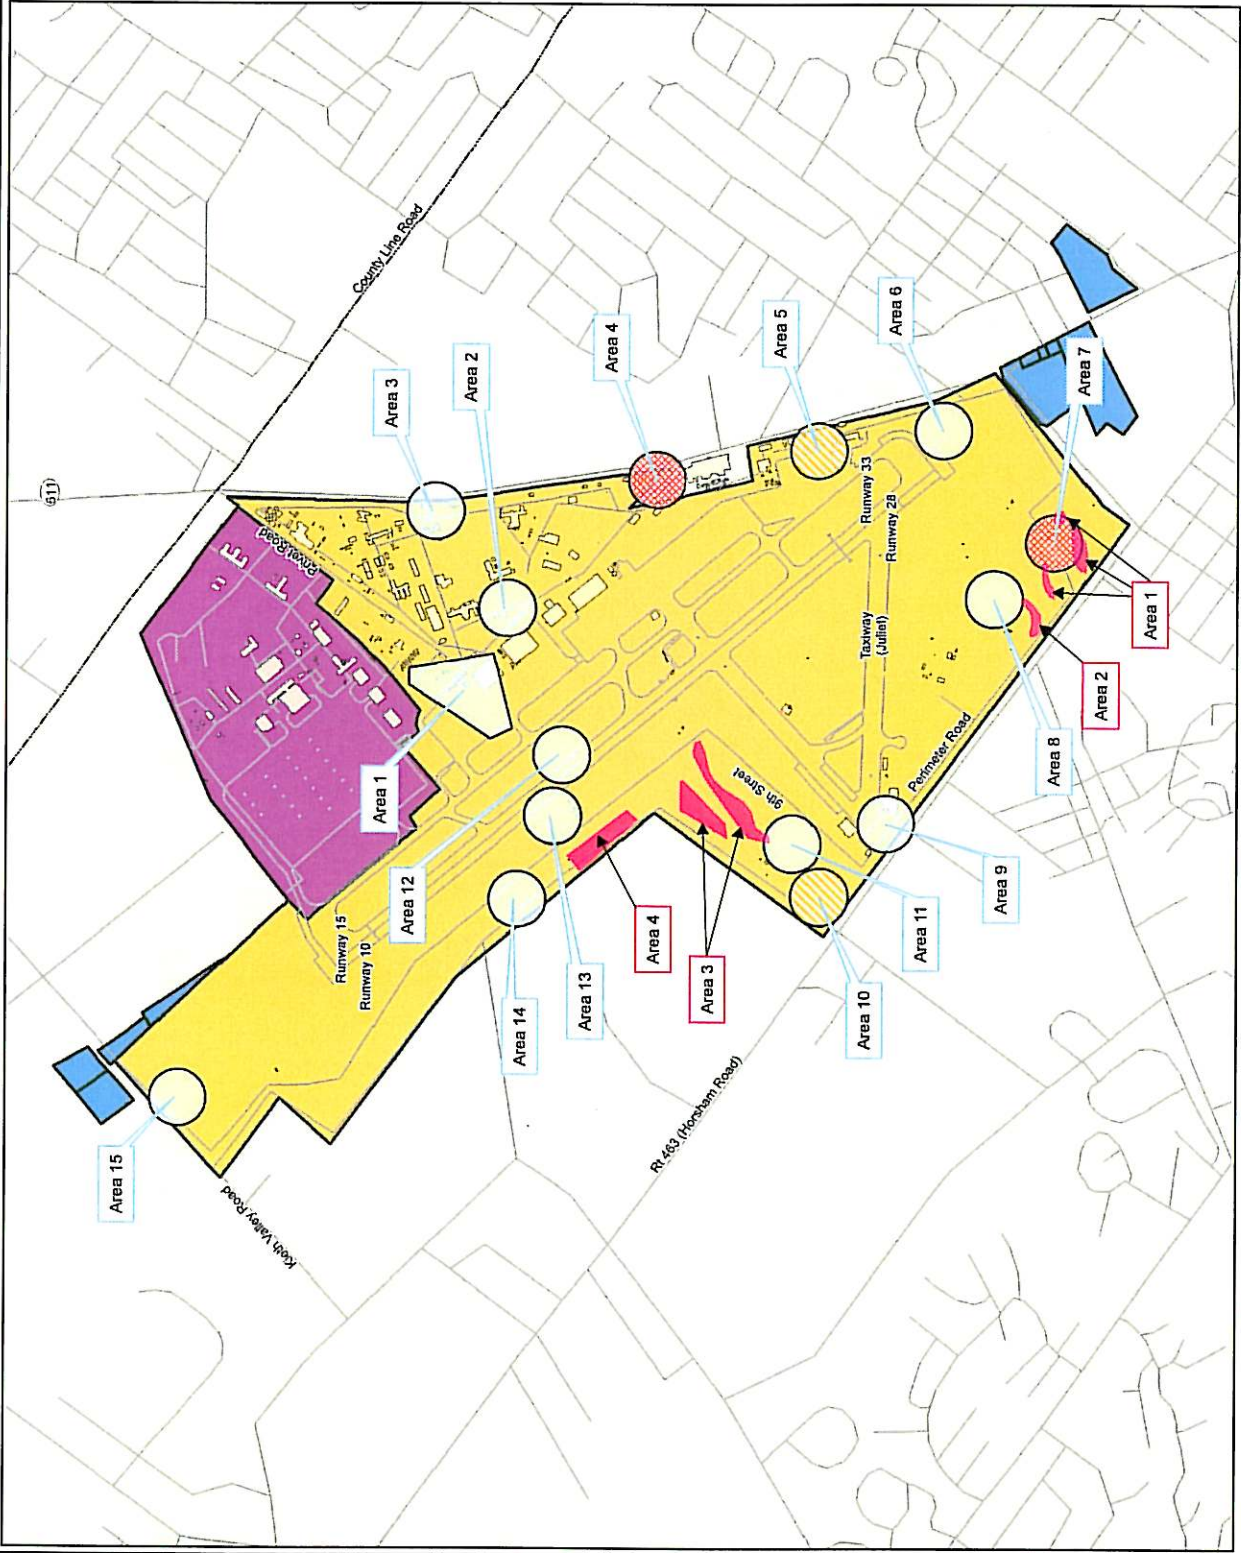 (611)
County Line Road
Privet Road
Area 3
Area 2
Area 4
Area 5
Area 6
Area 7
Area 1
Area 12
Runway 15
Runway 10
Runway 33
Runway 28
Taxiway
(Juliet)
9th Street
Perimeter Road
Area 1
Area 2
Area 8
Area 9
Area 11
Area 10
Area 3
Area 4
Area 13
Area 14
Area 15
Keith Valley Road
Rt 463 (Horsham Road)